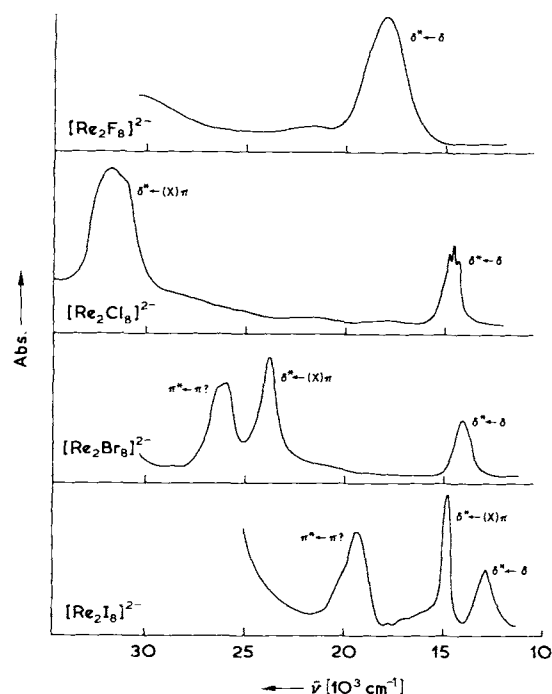 δ*←δ
[Re₂F₈]²⁻
δ*←(X)π
δ*←δ
[Re₂Cl₈]²⁻
π*←π?
δ*←(X)π
δ*←δ
[Re₂Br₈]²⁻
δ*←(X)π
π*←π?
δ*←δ
[Re₂I₈]²⁻
Abs. →
30 25 20 15 10
← ν̃ [10³ cm⁻¹]